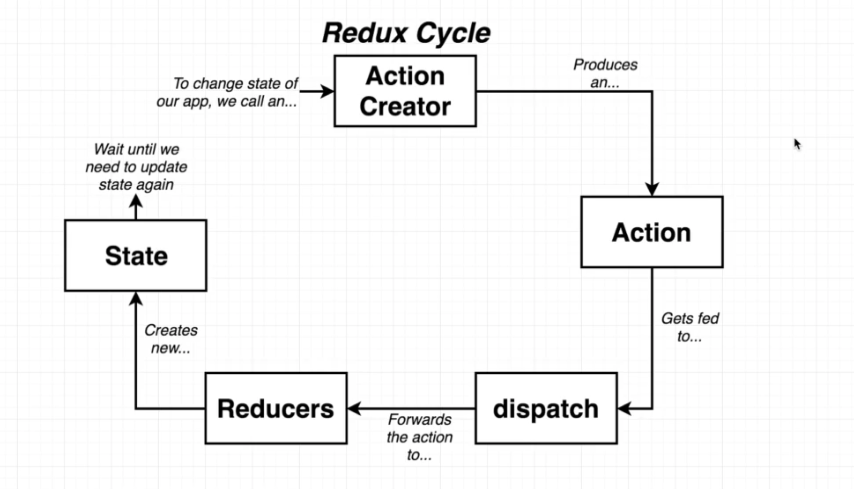 Redux Cycle
To change state of
our app, we call an...
Action
Creator
Produces
an...
Action
Gets fed
to...
dispatch
Forwards
the action
to...
Reducers
Creates
new...
State
Wait until we
need to update
state again